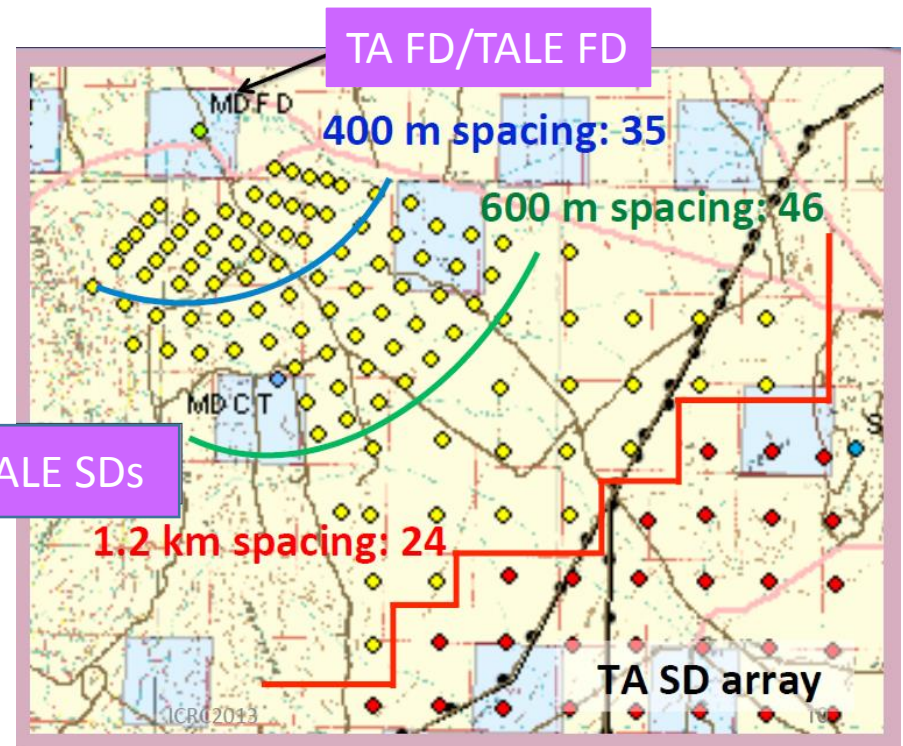 TA FD/TALE FD
MD F D
400 m spacing: 35
600 m spacing: 46
MD C T
S
ALE SDs
1.2 km spacing: 24
TA SD array
ICRC2013